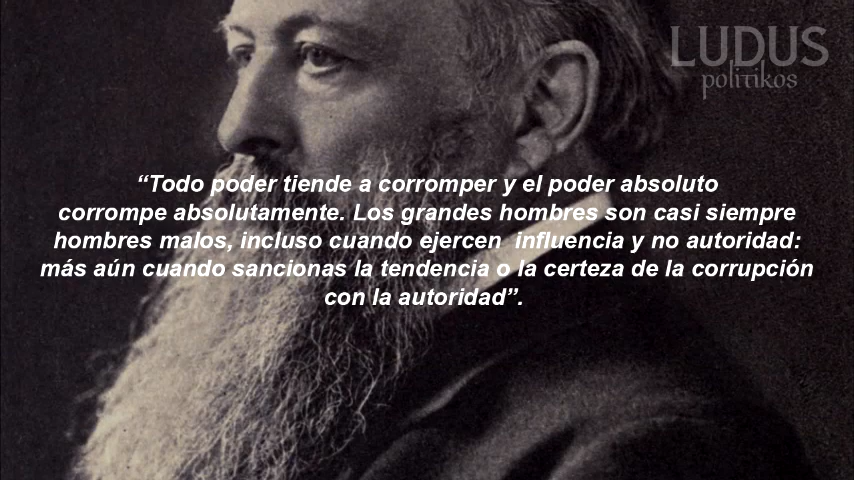 LUDUS
politikos
“Todo poder tiende a corromper y el poder absoluto
corrompe absolutamente. Los grandes hombres son casi siempre
hombres malos, incluso cuando ejercen influencia y no autoridad:
más aún cuando sancionas la tendencia o la certeza de la corrupción
con la autoridad”.